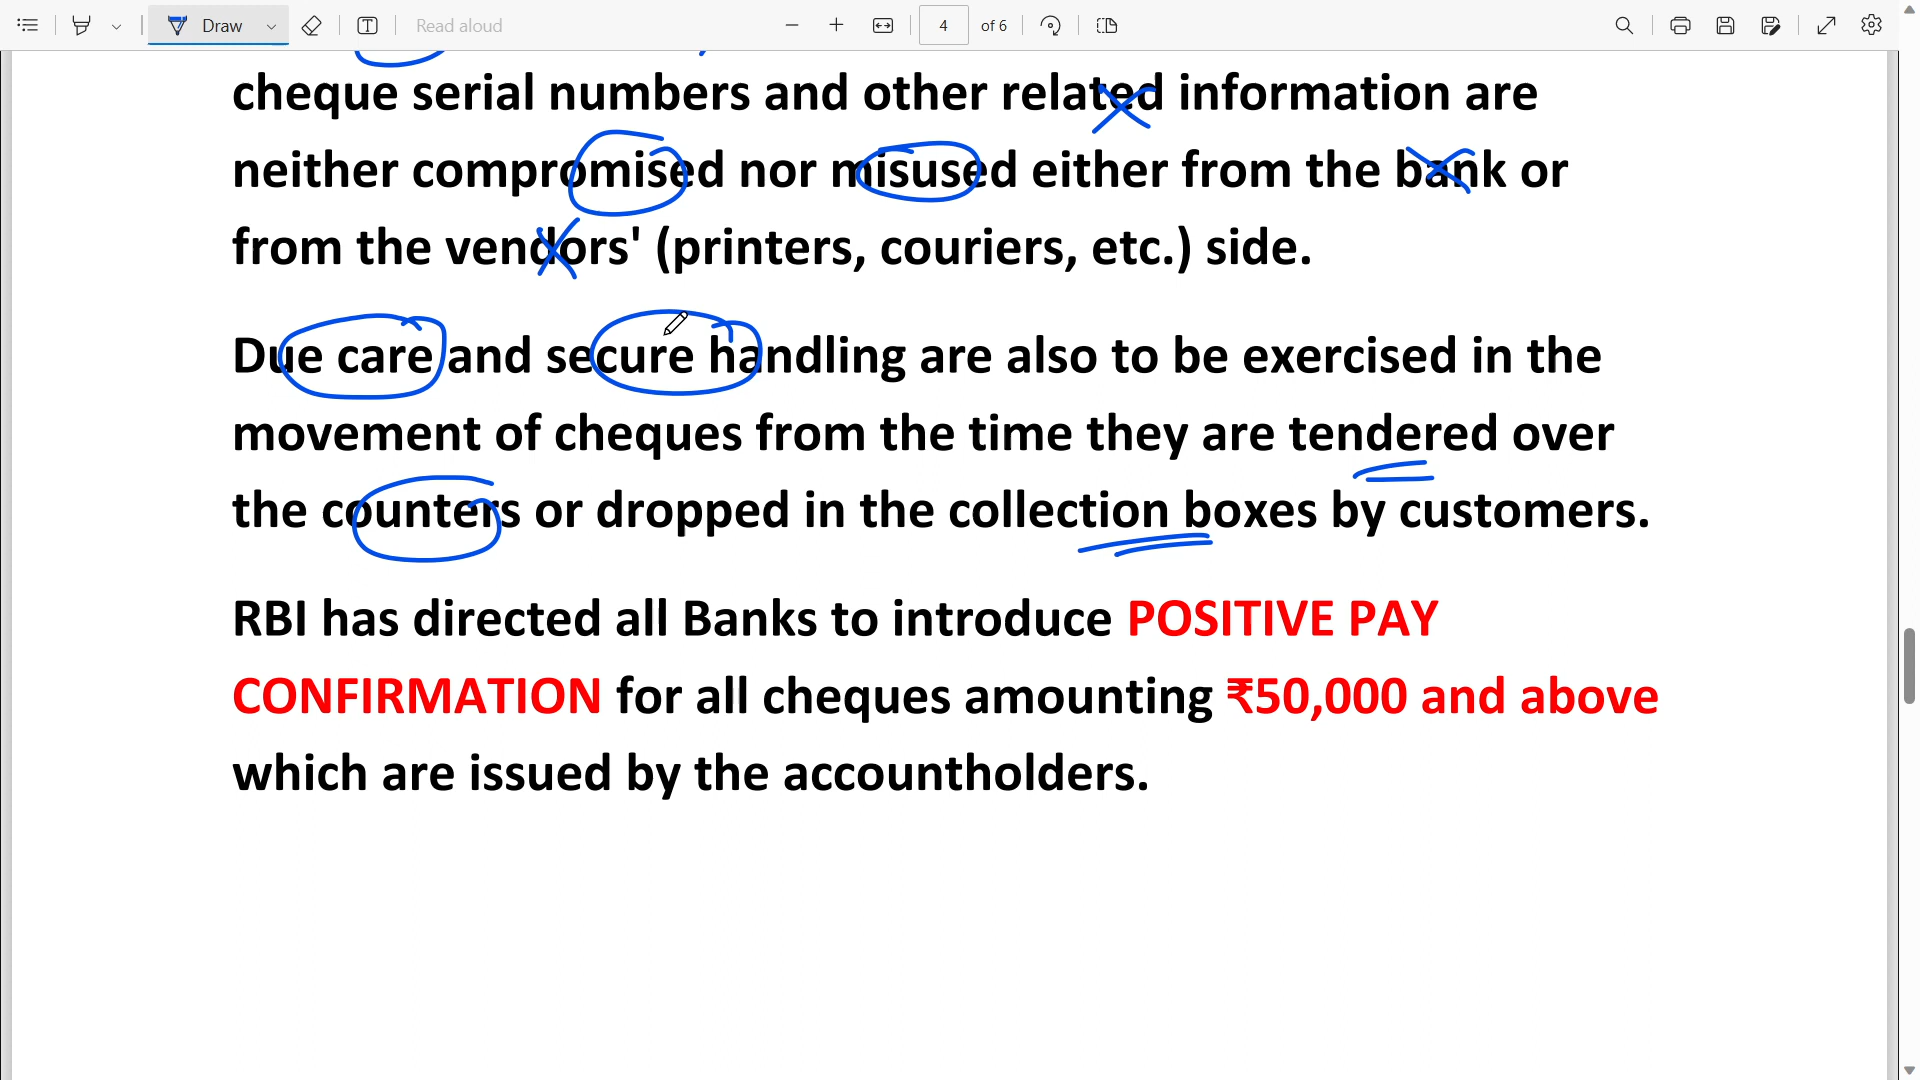 Draw
Read aloud
4
of 6
cheque serial numbers and other related information are
neither compromised nor misused either from the bank or
from the vendors' (printers, couriers, etc.) side.
Due care and secure handling are also to be exercised in the
movement of cheques from the time they are tendered over
the counters or dropped in the collection boxes by customers.
RBI has directed all Banks to introduce POSITIVE PAY
CONFIRMATION for all cheques amounting ₹50,000 and above
which are issued by the accountholders.